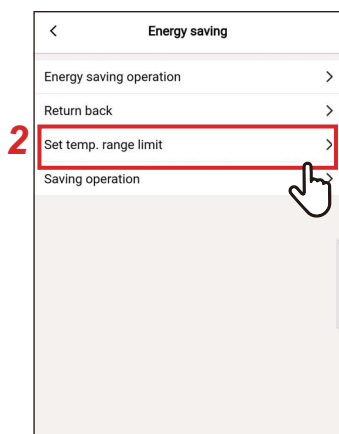 Energy saving
Energy saving operation
Return back
2
Set temp. range limit
Saving operation